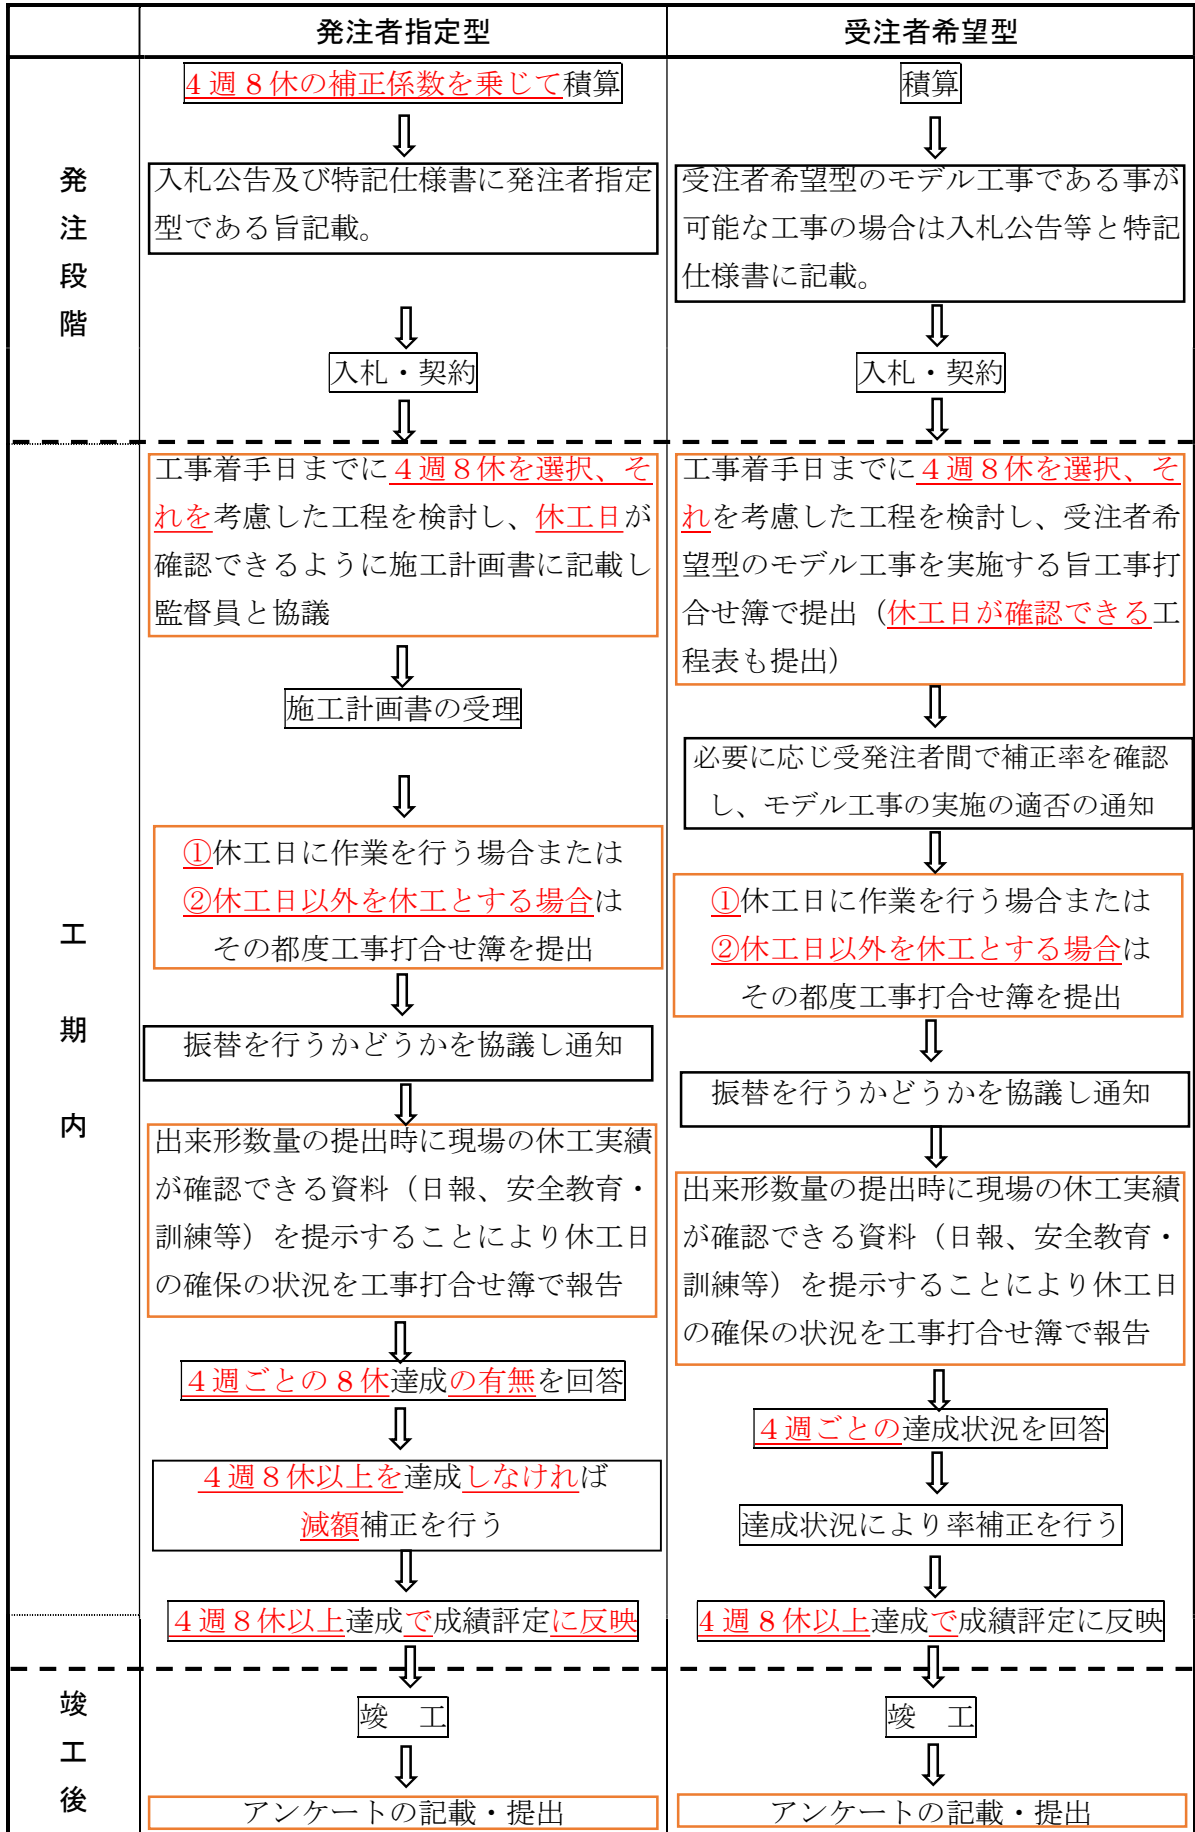 発注者指定型
受注者希望型
発注段階
４週８休の補正係数を乗じて積算
入札公告及び特記仕様書に発注者指定
型である旨記載。
入札・契約
積算
受注者希望型のモデル工事である事が
可能な工事の場合は入札公告等と特記
仕様書に記載。
入札・契約
工期内
工事着手日までに４週８休を選択、そ
れを考慮した工程を検討し、休工日が
確認できるように施工計画書に記載し
監督員と協議
施工計画書の受理
①休工日に作業を行う場合または
②休工日以外を休工とする場合は
その都度工事打合せ簿を提出
振替を行うかどうかを協議し通知
出来形数量の提出時に現場の休工実績
が確認できる資料（日報、安全教育・
訓練等）を提示することにより休工日
の確保の状況を工事打合せ簿で報告
４週ごとの８休達成の有無を回答
４週８休以上を達成しなければ
減額補正を行う
４週８休以上達成で成績評定に反映
工事着手日までに４週８休を選択、そ
れを考慮した工程を検討し、受注者希
望型のモデル工事を実施する旨工事打
合せ簿で提出（休工日が確認できる工
程表も提出）
必要に応じ受発注者間で補正率を確認
し、モデル工事の実施の適否の通知
①休工日に作業を行う場合または
②休工日以外を休工とする場合は
その都度工事打合せ簿を提出
振替を行うかどうかを協議し通知
出来形数量の提出時に現場の休工実績
が確認できる資料（日報、安全教育・
訓練等）を提示することにより休工日
の確保の状況を工事打合せ簿で報告
４週ごとの達成状況を回答
達成状況により率補正を行う
４週８休以上達成で成績評定に反映
竣工後
竣　工
アンケートの記載・提出
竣　工
アンケートの記載・提出